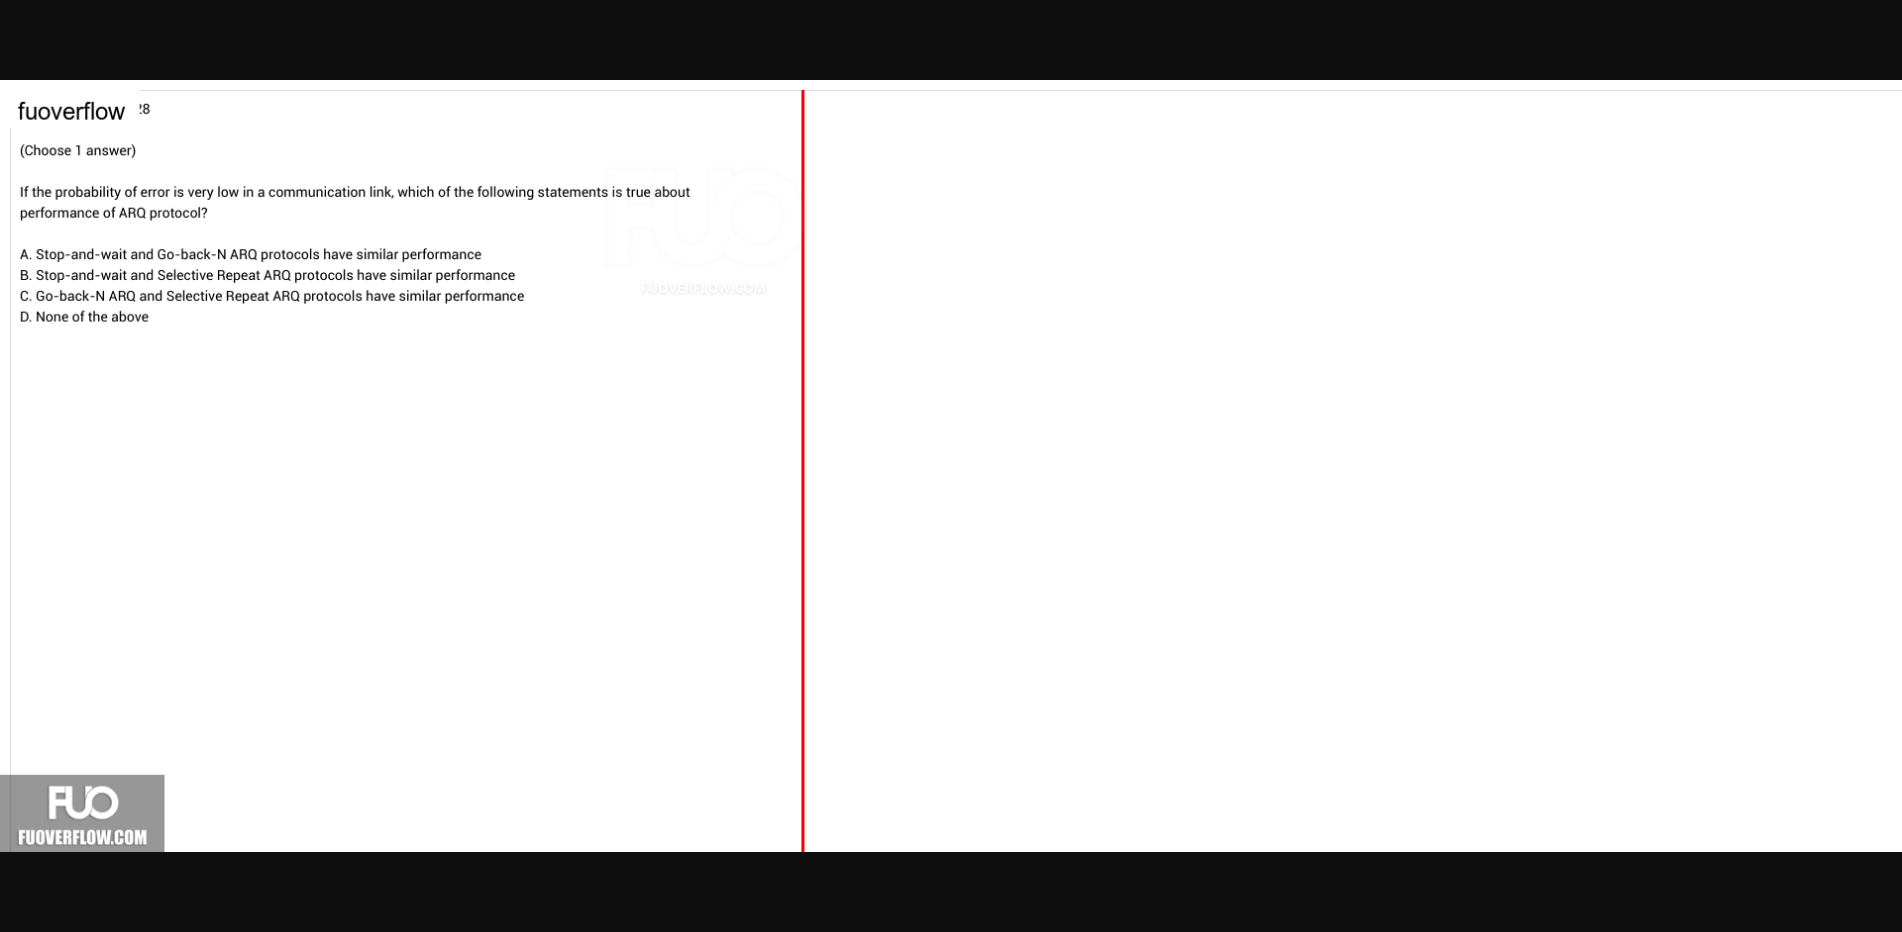 fuoverflow
28
(Choose 1 answer)
If the probability of error is very low in a communication link, which of the following statements is true about
performance of ARQ protocol?
A. Stop-and-wait and Go-back-N ARQ protocols have similar performance
B. Stop-and-wait and Selective Repeat ARQ protocols have similar performance
C. Go-back-N ARQ and Selective Repeat ARQ protocols have similar performance
D. None of the above
FUO
FUOVERFLOW.COM
FUO
FUOVERFLOW.COM